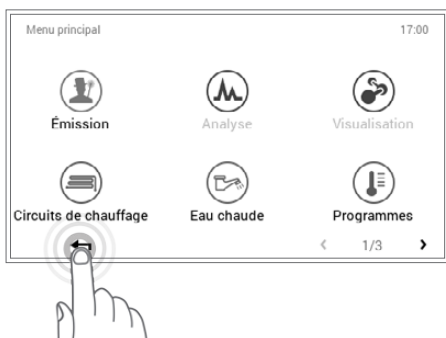 Menu principal 17:00
Émission Analyse Visualisation
Circuits de chauffage Eau chaude Programmes
1/3